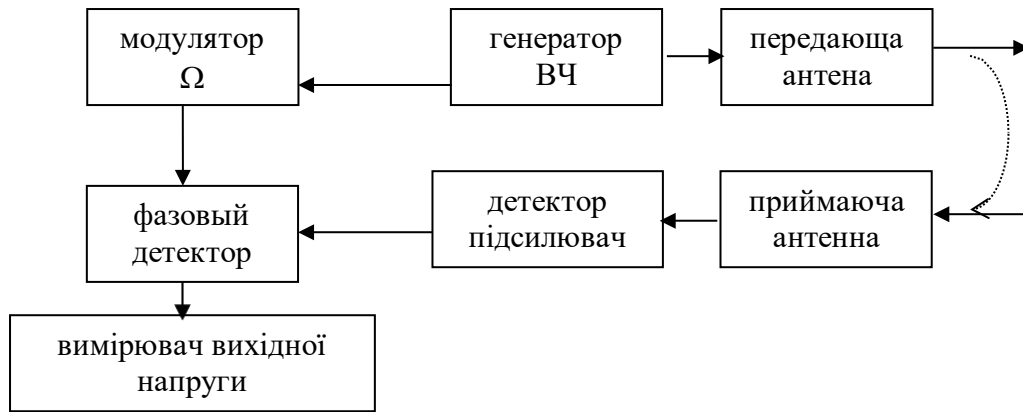 модулятор
Ω
генератор
ВЧ
передающа
антена
фазовый
детектор
детектор
підсилювач
приймаюча
антенна
вимірювач вихідної
напруги